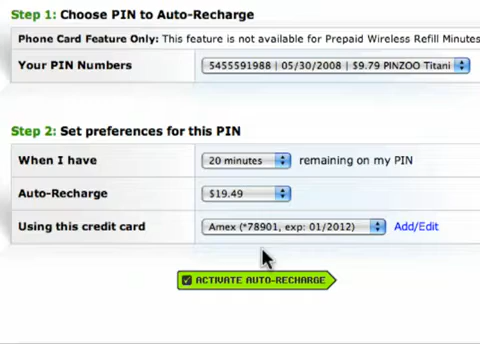 Step 1: Choose PIN to Auto-Recharge
Phone Card Feature Only: This feature is not available for Prepaid Wireless Refill Minutes
Your PIN Numbers
5455591988 | 05/30/2008 | $9.79 PINZOO Titani
Step 2: Set preferences for this PIN
When I have 20 minutes remaining on my PIN
Auto-Recharge $19.49
Using this credit card Amex (*78901, exp: 01/2012) Add/Edit
ACTIVATE AUTO-RECHARGE